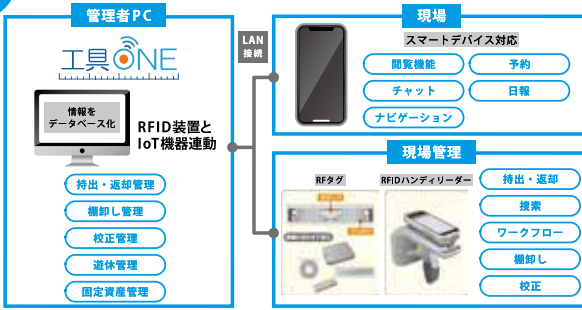 管理者PC
工具ONE
情報を
データベース化
RFID装置と
IoT機器連動
持出・返却管理
棚卸し管理
校正管理
遊休管理
固定資産管理
LAN
接続
現場
スマートデバイス対応
閲覧機能
予約
チャット
日報
ナビゲーション
現場管理
RFタグ
RFIDハンディリーダー
持出・返却
捜索
ワークフロー
棚卸し
校正